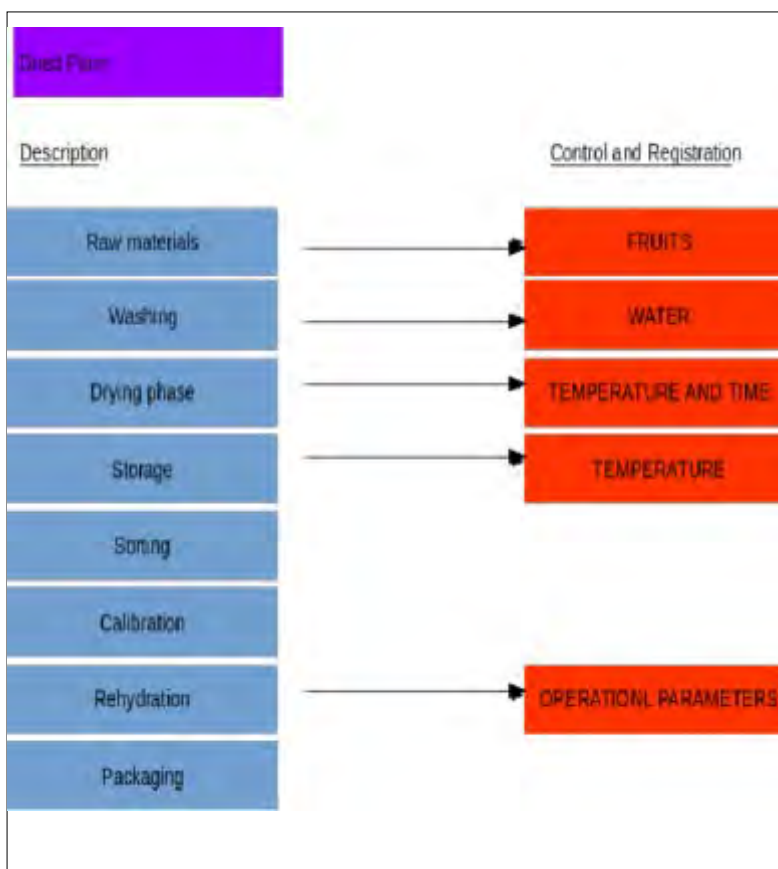 Dried Plum
Description
Control and Registration
Raw materials
FRUITS
Washing
WATER
Drying phase
TEMPERATURE AND TIME
Storage
TEMPERATURE
Sorting
Calibration
Rehydration
OPERATIONL PARAMETERS
Packaging